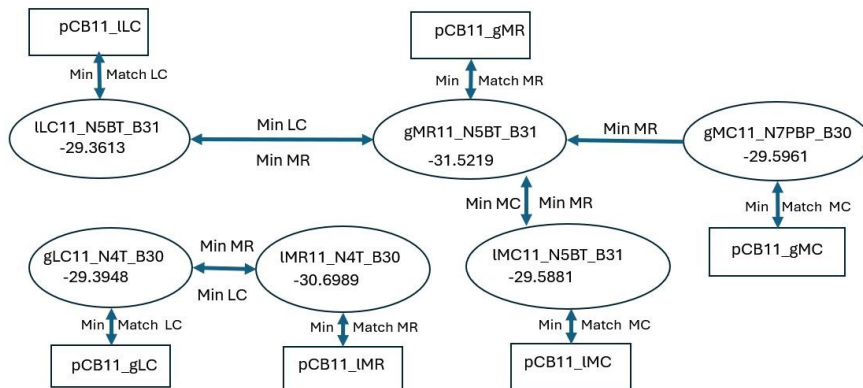 pCB11_lLC
pCB11_gMR
Min Match LC
Min Match MR
lLC11_N5BT_B31
-29.3613
Min LC
Min MR
gMR11_N5BT_B31
-31.5219
Min MR
gMC11_N7PBP_B30
-29.5961
Min MC Min MR
Min Match MC
pCB11_gMC
gLC11_N4T_B30
-29.3948
Min MR
Min LC
lMR11_N4T_B30
-30.6989
lMC11_N5BT_B31
-29.5881
Min Match LC
Min Match MR
Min Match MC
pCB11_gLC
pCB11_lMR
pCB11_lMC